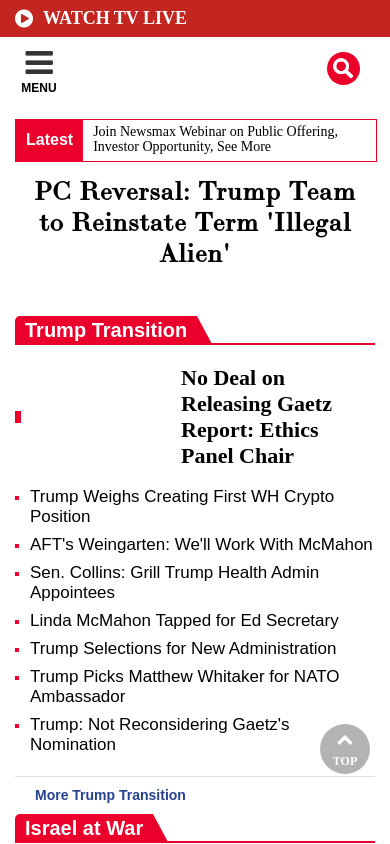 WATCH TV LIVE
MENU
Latest
Join Newsmax Webinar on Public Offering,
Investor Opportunity, See More
PC Reversal: Trump Team
to Reinstate Term 'Illegal
Alien'
Trump Transition
No Deal on
Releasing Gaetz
Report: Ethics
Panel Chair
Trump Weighs Creating First WH Crypto
Position
AFT's Weingarten: We'll Work With McMahon
Sen. Collins: Grill Trump Health Admin
Appointees
Linda McMahon Tapped for Ed Secretary
Trump Selections for New Administration
Trump Picks Matthew Whitaker for NATO
Ambassador
Trump: Not Reconsidering Gaetz's
Nomination
TOP
More Trump Transition
Israel at War